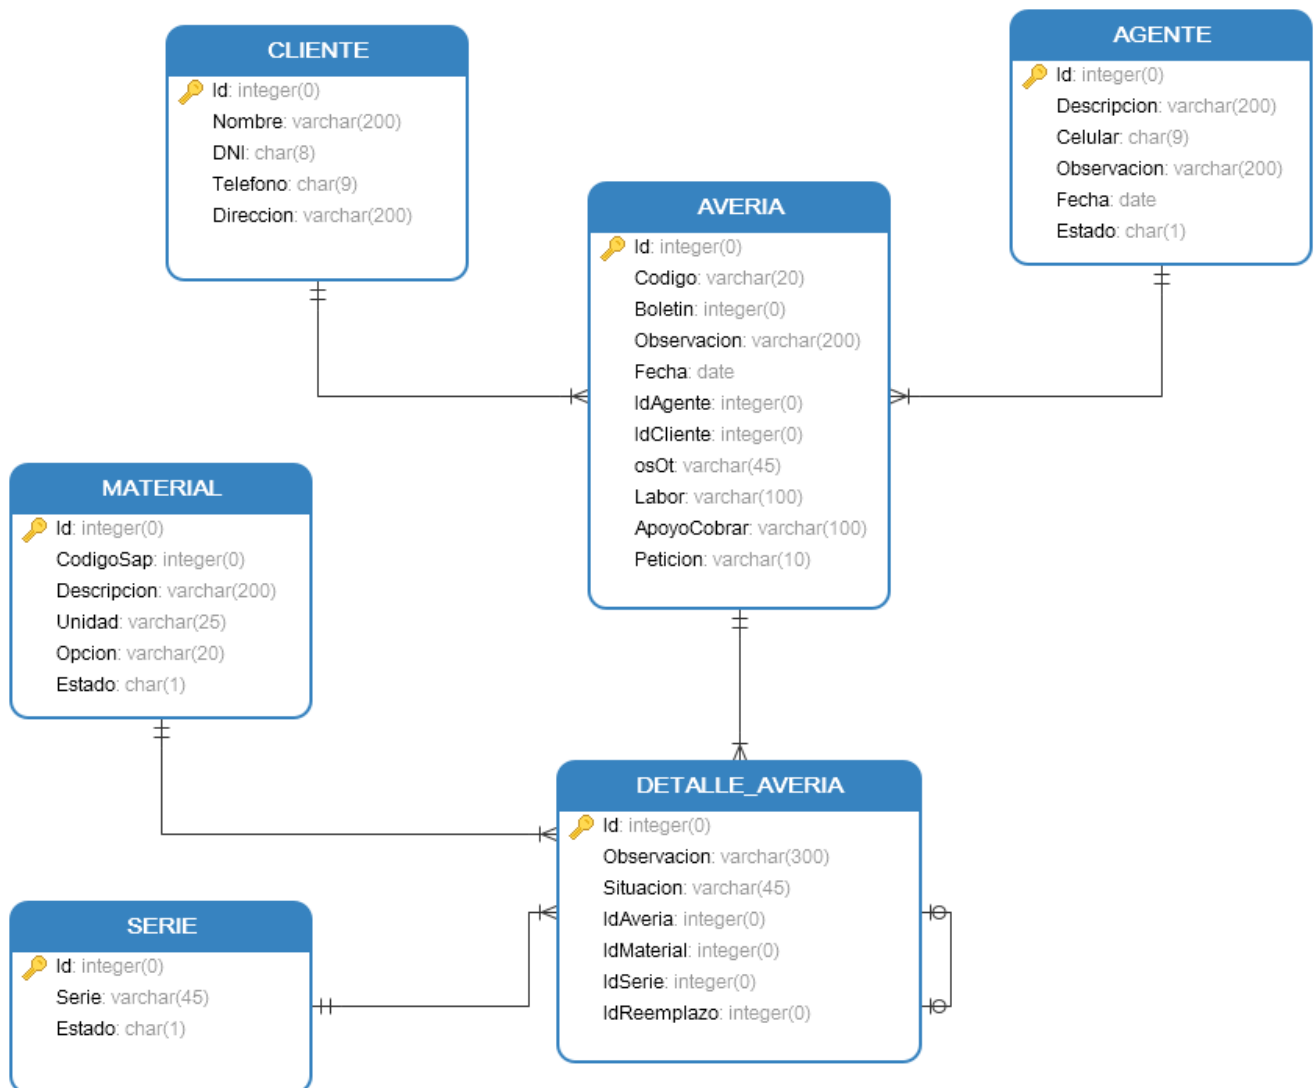 CLIENTE
Id: integer(0)
Nombre: varchar(200)
DNI: char(8)
Telefono: char(9)
Direccion: varchar(200)
AGENTE
Id: integer(0)
Descripcion: varchar(200)
Celular: char(9)
Observacion: varchar(200)
Fecha: date
Estado: char(1)
AVERIA
Id: integer(0)
Codigo: varchar(20)
Boletin: integer(0)
Observacion: varchar(200)
Fecha: date
IdAgente: integer(0)
IdCliente: integer(0)
osOt: varchar(45)
Labor: varchar(100)
ApoyoCobrar: varchar(100)
Peticion: varchar(10)
MATERIAL
Id: integer(0)
CodigoSap: integer(0)
Descripcion: varchar(200)
Unidad: varchar(25)
Opcion: varchar(20)
Estado: char(1)
DETALLE_AVERIA
Id: integer(0)
Observacion: varchar(300)
Situacion: varchar(45)
IdAveria: integer(0)
IdMaterial: integer(0)
IdSerie: integer(0)
IdReemplazo: integer(0)
SERIE
Id: integer(0)
Serie: varchar(45)
Estado: char(1)